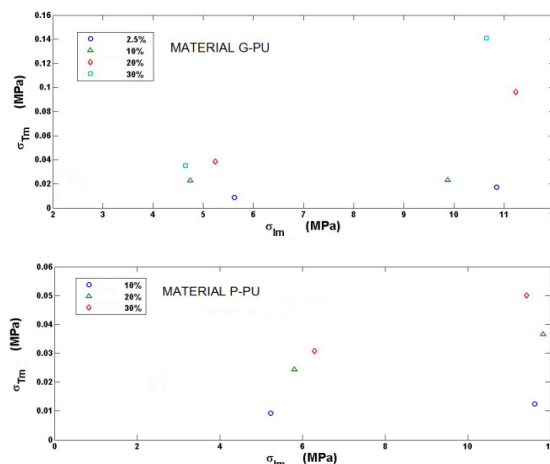 0.16
0.14
0.12
0.1
0.08
0.06
0.04
0.02
0
σTm (MPa)
2.5%
10%
20%
30%
MATERIAL G-PU
2 3 4 5 6 7 8 9 10 11
σIm (MPa)
0.06
0.05
0.04
0.03
0.02
0.01
0
σTm (MPa)
10%
20%
30%
MATERIAL P-PU
0 2 4 6 8 10
σIm (MPa)